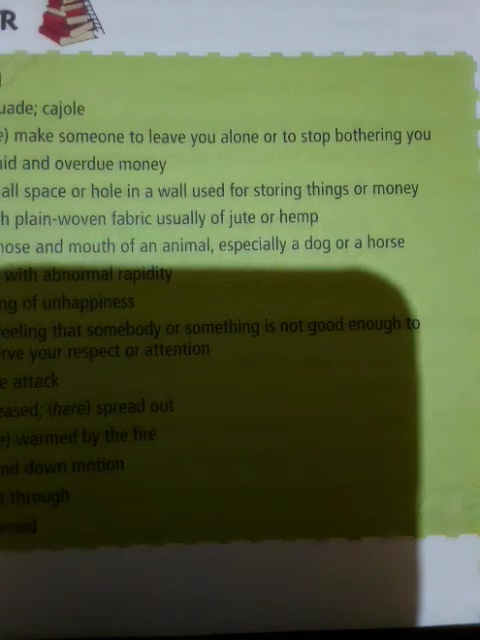 R
uade; cajole
e) make someone to leave you alone or to stop bothering you
aid and overdue money
all space or hole in a wall used for storing things or money
h plain-woven fabric usually of jute or hemp
nose and mouth of an animal, especially a dog or a horse
with abnormal rapidity
ng of unhappiness
feeling that somebody or something is not good enough to
rve your respect or attention
e attack
eased; (here) spread out
e) warmed by the fire
nd down motion
t through
ened